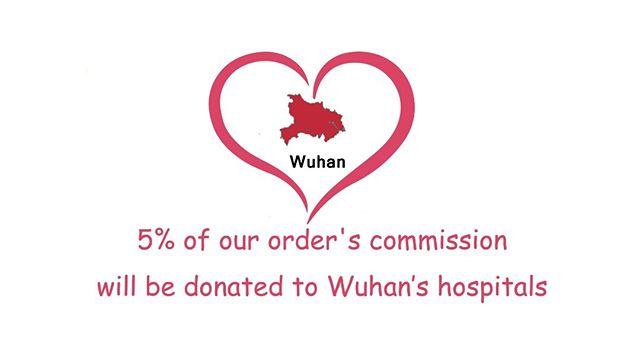 Wuhan
5% of our order's commission
will be donated to Wuhan’s hospitals